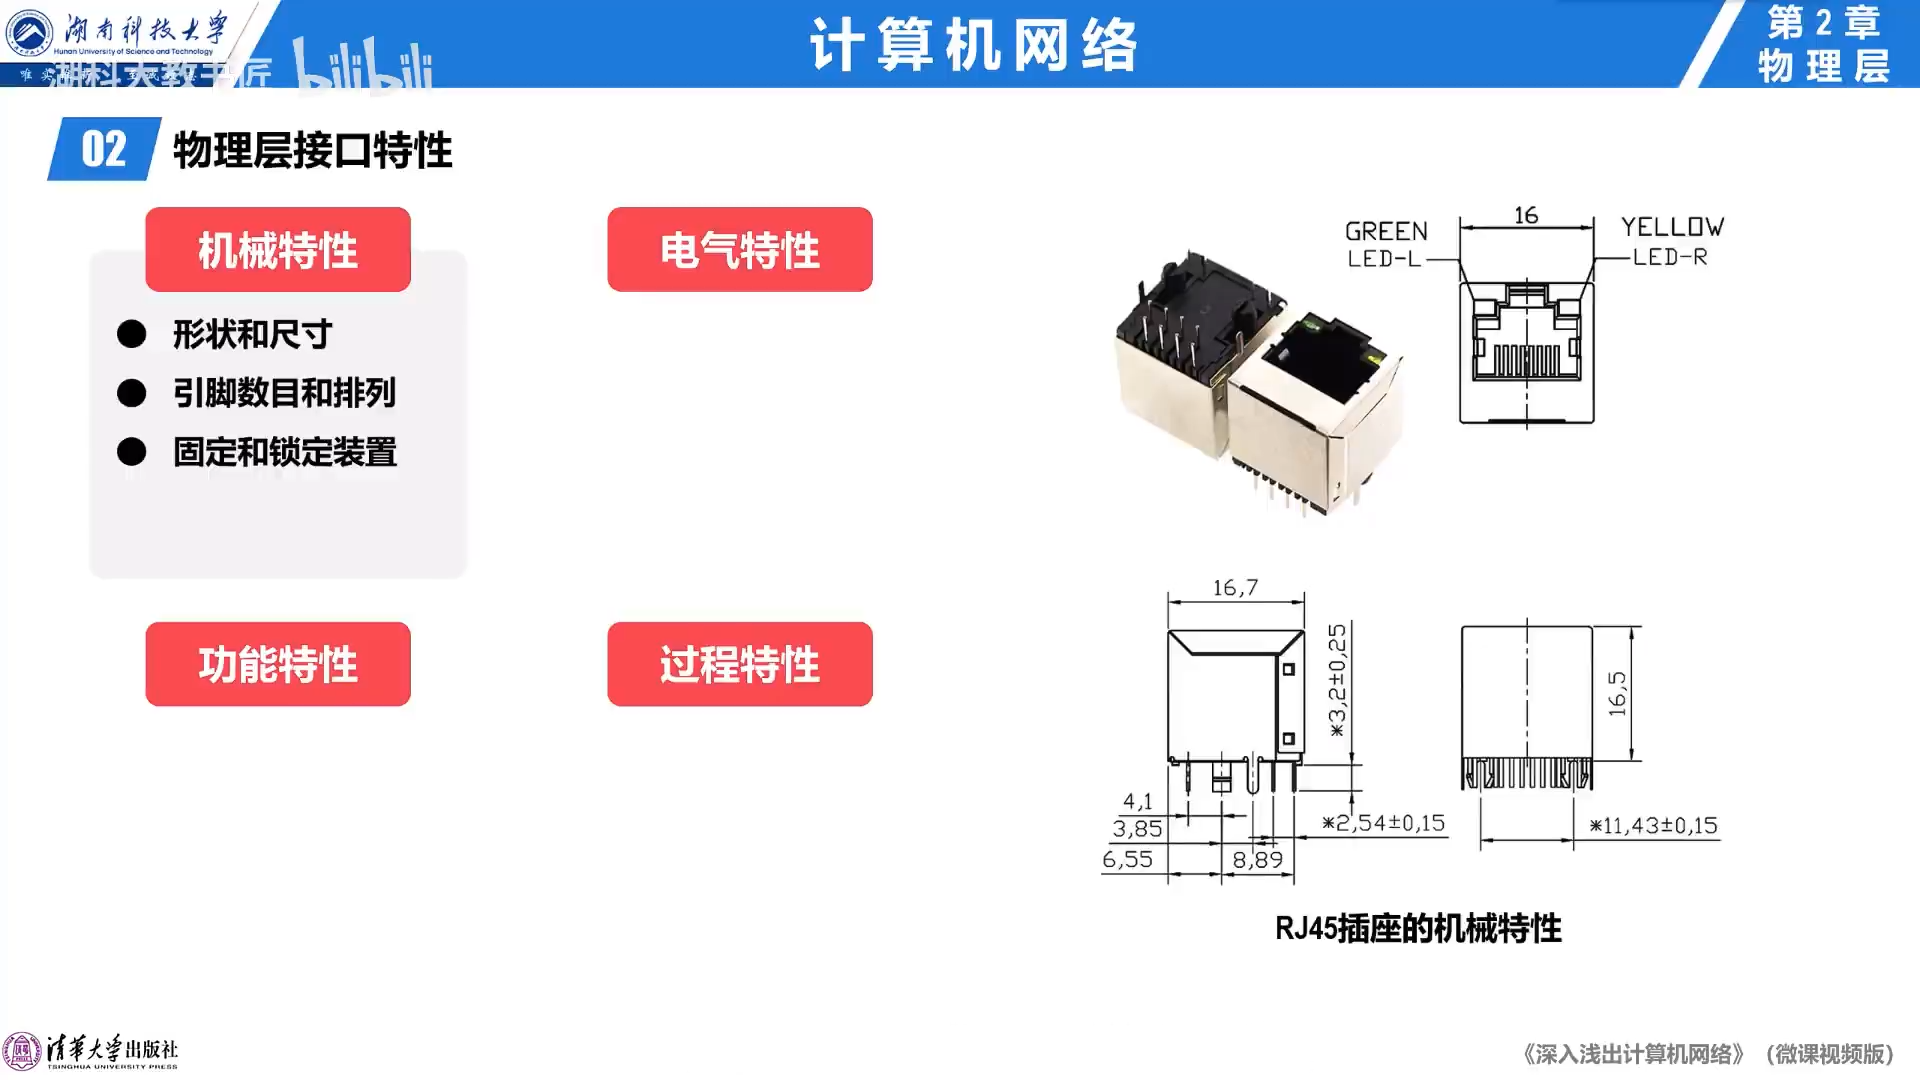 湖南科技大学
Hunan University of Science and Technology
湖科大教书匠 bilibili
计算机网络
第2章
物理层
02 物理层接口特性
机械特性
形状和尺寸
引脚数目和排列
固定和锁定装置
电气特性
功能特性
过程特性
GREEN
LED-L
16
YELLOW
LED-R
16,7
*3,2±0,25
4,1
3,85
6,55
8,89
*2,54±0,15
16,5
*11,43±0,15
RJ45插座的机械特性
清华大学出版社
TSINGHUA UNIVERSITY PRESS
《深入浅出计算机网络》（微课视频版）